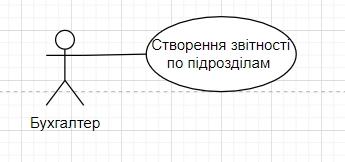 Створення звітності
по підрозділам
Бухгалтер